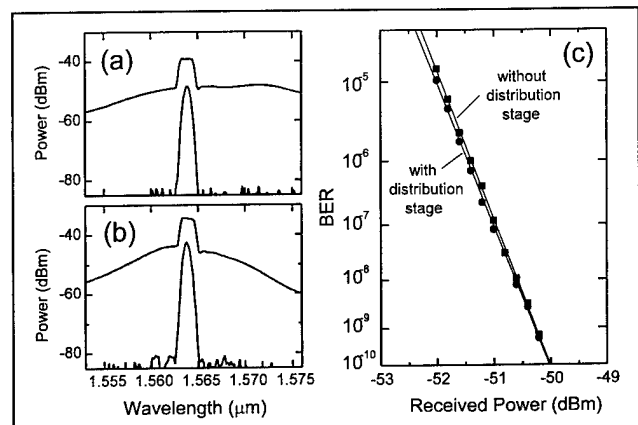 (a)
Power (dBm)
-40
-60
-80
(b)
Power (dBm)
-40
-60
-80
1.555 1.560 1.565 1.570 1.575
Wavelength (μm)
(c)
BER
10-5
10-6
10-7
10-8
10-9
10-10
without
distribution
stage
with
distribution
stage
-53 -52 -51 -50 -49
Received Power (dBm)